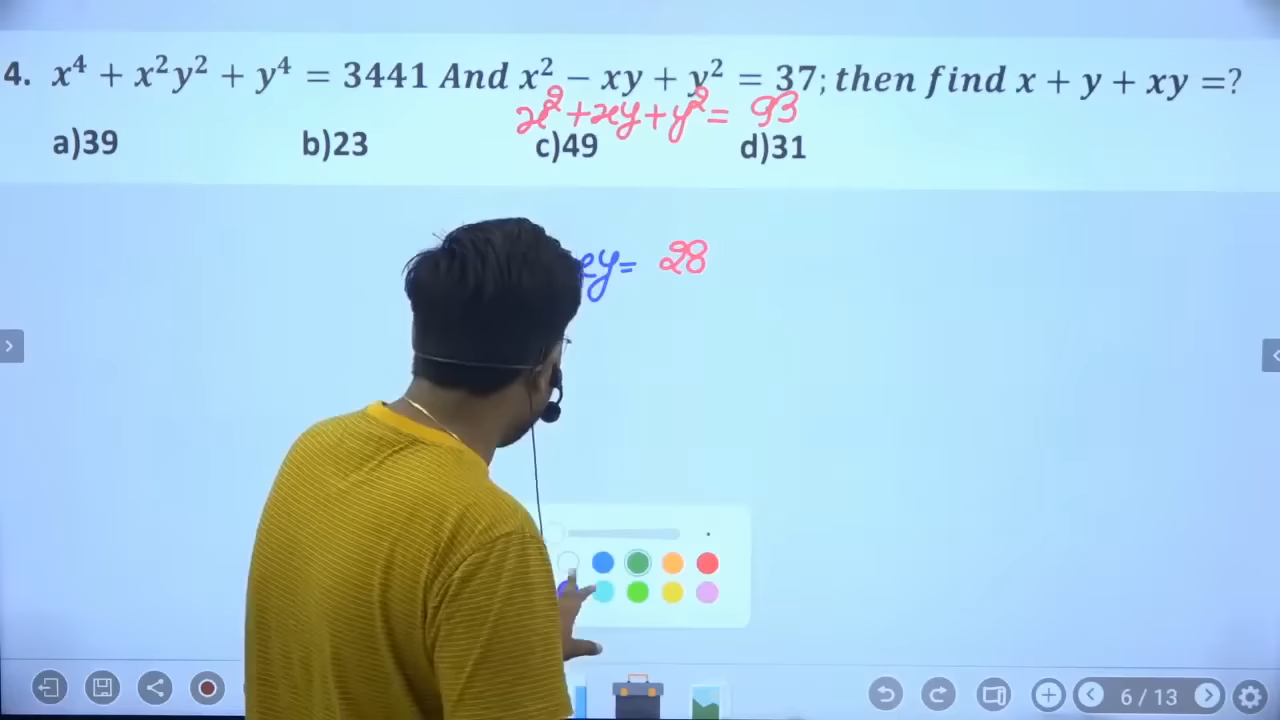 4. x⁴ + x²y² + y⁴ = 3441 And x² − xy + y² = 37; then find x + y + xy =?
x²+xy+y² = 93
a)39 b)23 c)49 d)31
y= 28
6 / 13